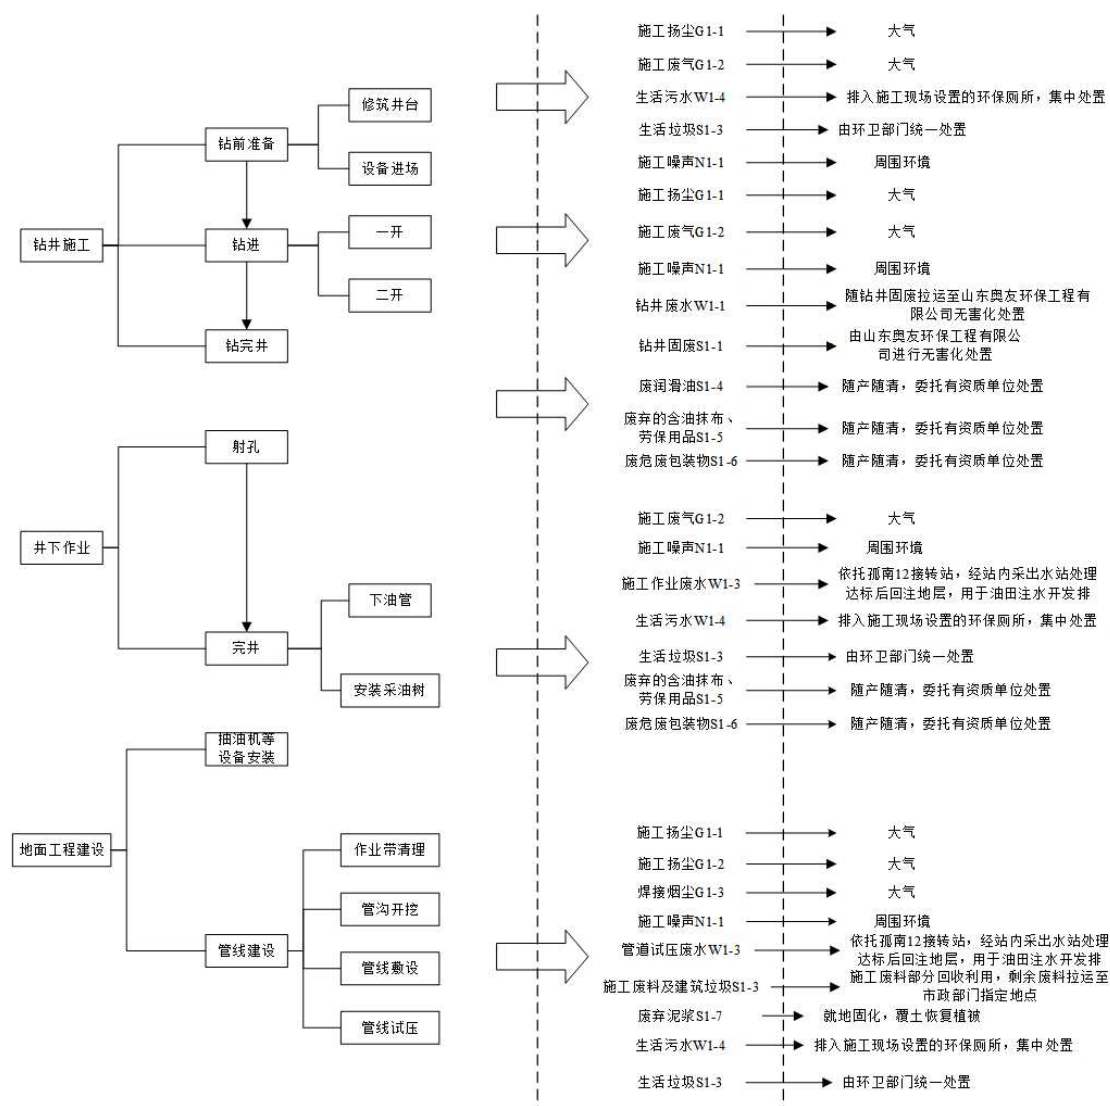 钻井施工
钻前准备
修筑井台
设备进场
钻进
一开
二开
钻完井
井下作业
射孔
完井
下油管
安装采油树
地面工程建设
抽油机等
设备安装
管线建设
作业带清理
管沟开挖
管线敷设
管线试压
施工扬尘G1-1
大气
施工废气G1-2
大气
生活污水W1-4
排入施工现场设置的环保厕所，集中处置
生活垃圾S1-3
由环卫部门统一处置
施工噪声N1-1
周围环境
施工扬尘G1-1
大气
施工废气G1-2
大气
施工噪声N1-1
周围环境
钻井废水W1-1
随钻井固废拉运至山东奥友环保工程有
限公司无害化处置
钻井固废S1-1
由山东奥友环保工程有限公
司进行无害化处置
废润滑油S1-4
随产随清，委托有资质单位处置
废弃的含油抹布、
劳保用品S1-5
随产随清，委托有资质单位处置
废危废包装物S1-6
随产随清，委托有资质单位处置
施工废气G1-2
大气
施工噪声N1-1
周围环境
施工作业废水W1-3
依托孤南12接转站，经站内采出水站处理
达标后回注地层，用于油田注水开发排
生活污水W1-4
排入施工现场设置的环保厕所，集中处置
生活垃圾S1-3
由环卫部门统一处置
废弃的含油抹布、
劳保用品S1-5
随产随清，委托有资质单位处置
废危废包装物S1-6
随产随清，委托有资质单位处置
施工扬尘G1-1
大气
施工扬尘G1-2
大气
焊接烟尘G1-3
大气
施工噪声N1-1
周围环境
管道试压废水W1-3
依托孤南12接转站，经站内采出水站处理
达标后回注地层，用于油田注水开发排
施工废料及建筑垃圾S1-3
施工废料部分回收利用，剩余废料拉运至
市政部门指定地点
废弃泥浆S1-7
就地固化，覆土恢复植被
生活污水W1-4
排入施工现场设置的环保厕所，集中处置
生活垃圾S1-3
由环卫部门统一处置